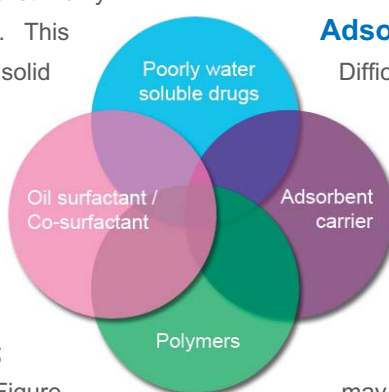 . This
Adso
solid
Diffic
Poorly water
soluble drugs
Oil surfactant /
Co-surfactant
Adsorbent
carrier
Polymers
Figure
may